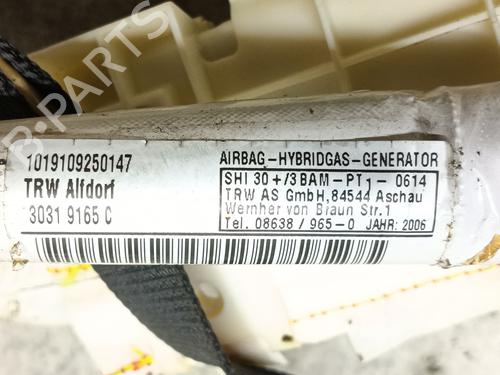 B-PARTS
1019109250147
TRW Alfdorf
3031 9165 C
AIRBAG-HYBRIDGAS-GENERATOR
SHI 30+/3BAM-PT1-0614
TRW AS GmbH,84544 Aschau
Wernher von Braun Str.1
Tel. 08638/965-0 JAHR:2006